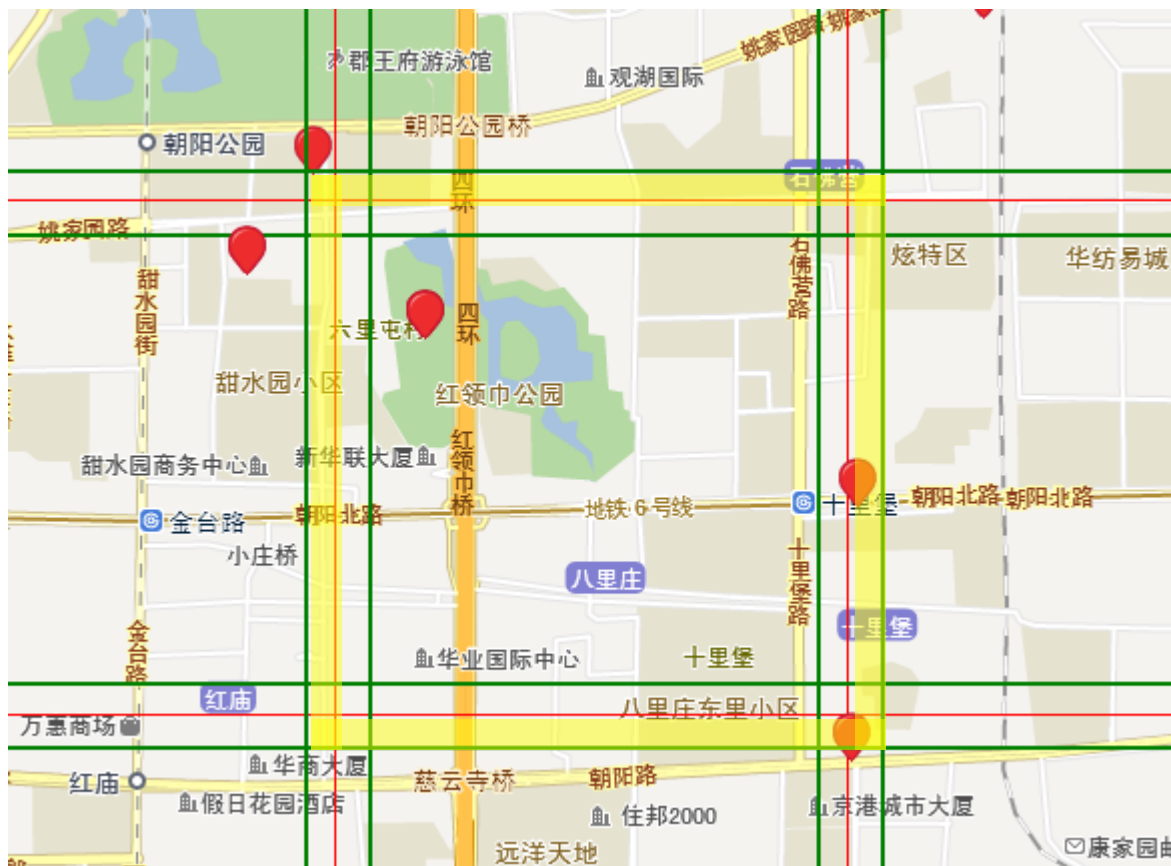 郡王府游泳馆
观湖国际
姚家园路
朝阳公园桥
朝阳公园
四环
石佛营
姚家园路
炫特区
华纺易城
甜水园街
石佛营路
六里屯村
四环
甜水园小区
红领巾公园
新华联大厦
甜水园商务中心
红领巾桥
朝阳北路
朝阳北路
十里堡
地铁6号线
朝阳北路
金台路
小庄桥
十里堡路
八里庄
十里堡
金台路
华业国际中心
十里堡
红庙
八里庄东里小区
万惠商场
华商大厦
朝阳路
慈云寺桥
红庙
假日花园酒店
住邦2000
京港城市大厦
远洋天地
康家园